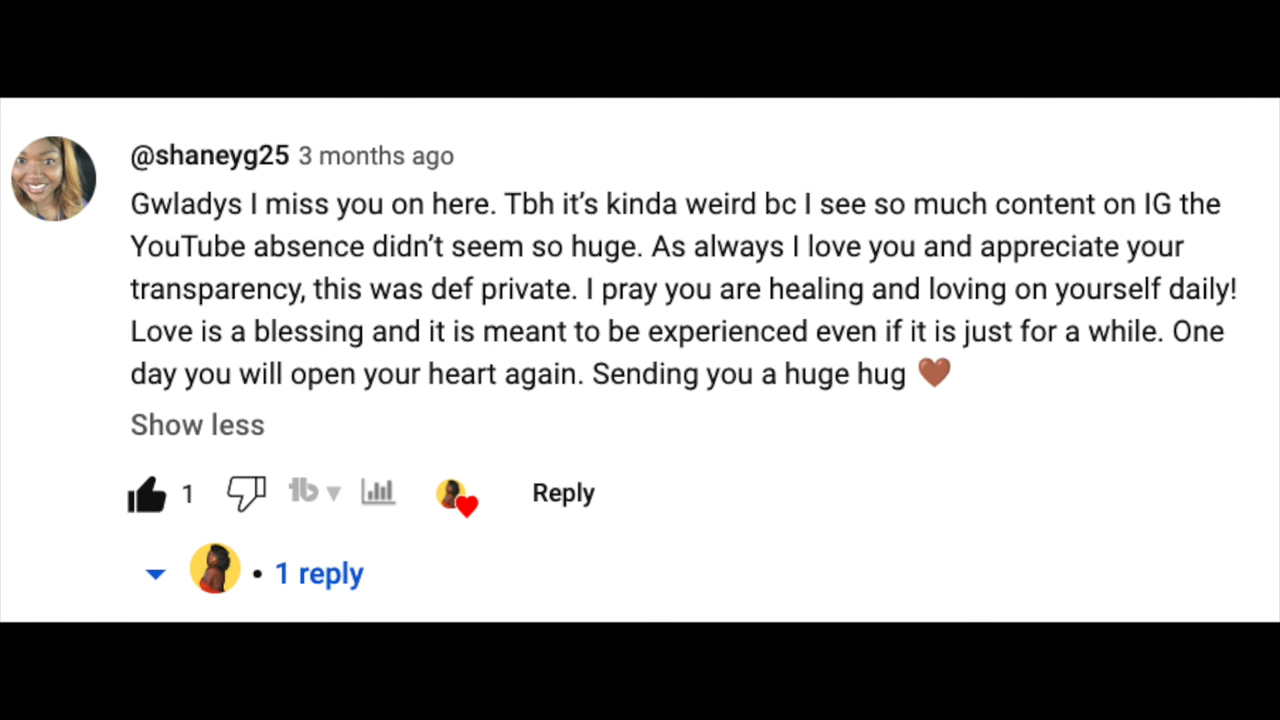 @shaneyg25 3 months ago
Gwladys I miss you on here. Tbh it’s kinda weird bc I see so much content on IG the
YouTube absence didn’t seem so huge. As always I love you and appreciate your
transparency, this was def private. I pray you are healing and loving on yourself daily!
Love is a blessing and it is meant to be experienced even if it is just for a while. One
day you will open your heart again. Sending you a huge hug 🤎
Show less
1 tb Reply
• 1 reply